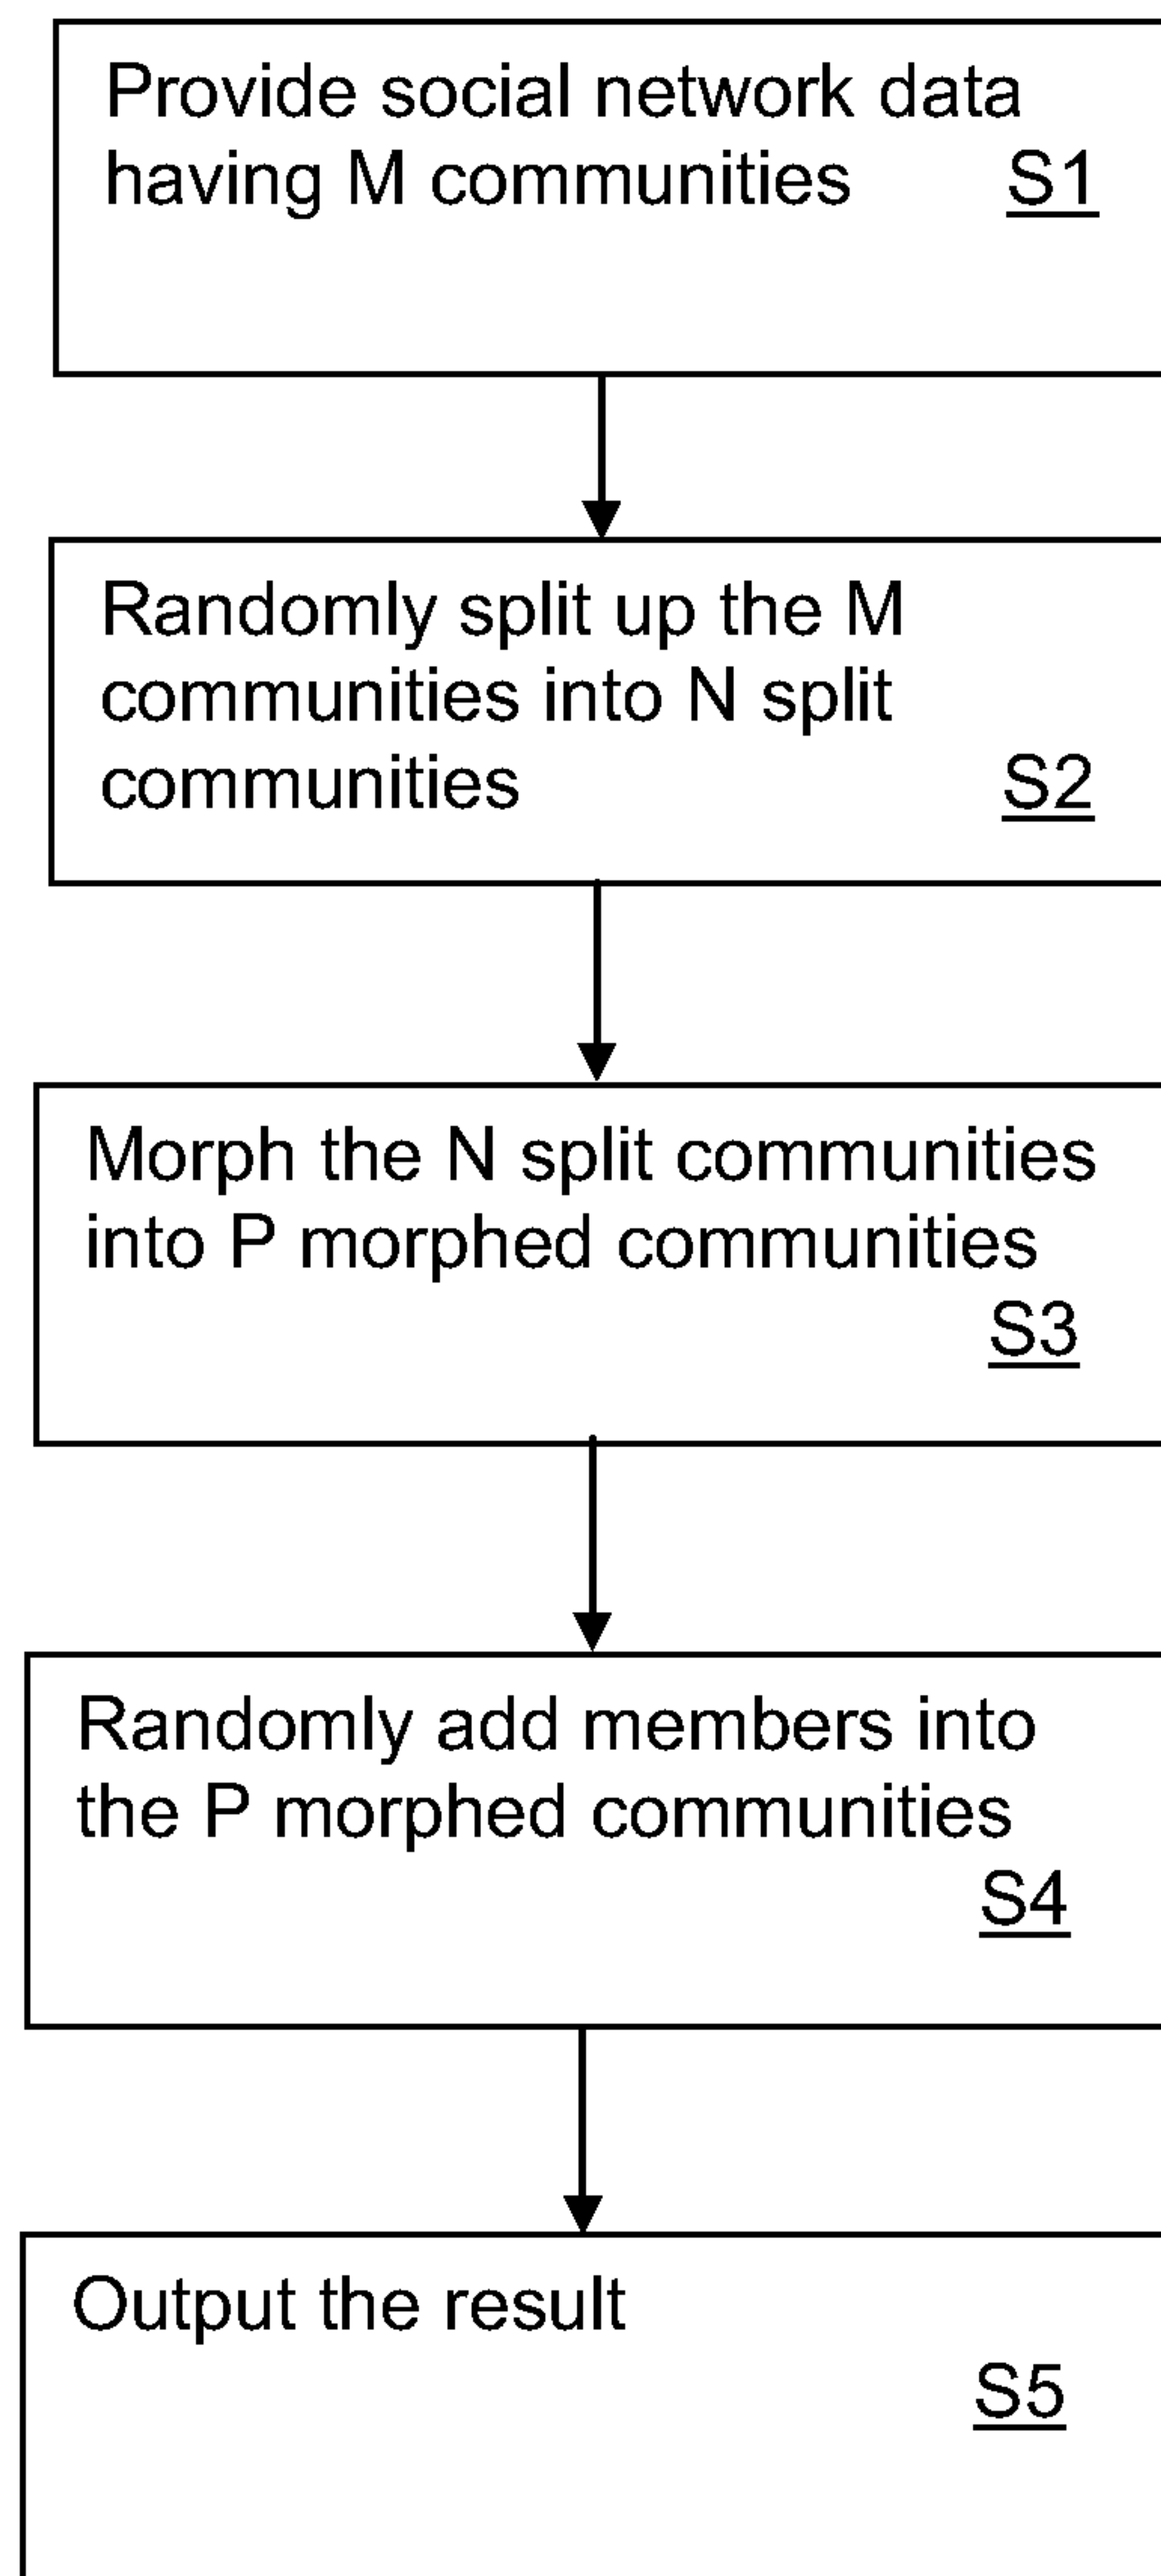 Provide social network data
having M communities S1
Randomly split up the M
communities into N split
communities S2
Morph the N split communities
into P morphed communities
S3
Randomly add members into
the P morphed communities
S4
Output the result
S5